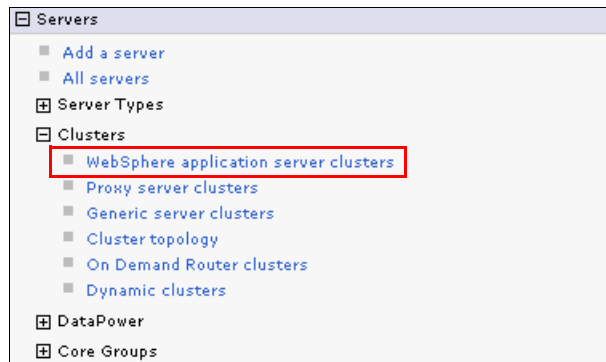 Servers
Add a server
All servers
Server Types
Clusters
WebSphere application server clusters
Proxy server clusters
Generic server clusters
Cluster topology
On Demand Router clusters
Dynamic clusters
DataPower
Core Groups